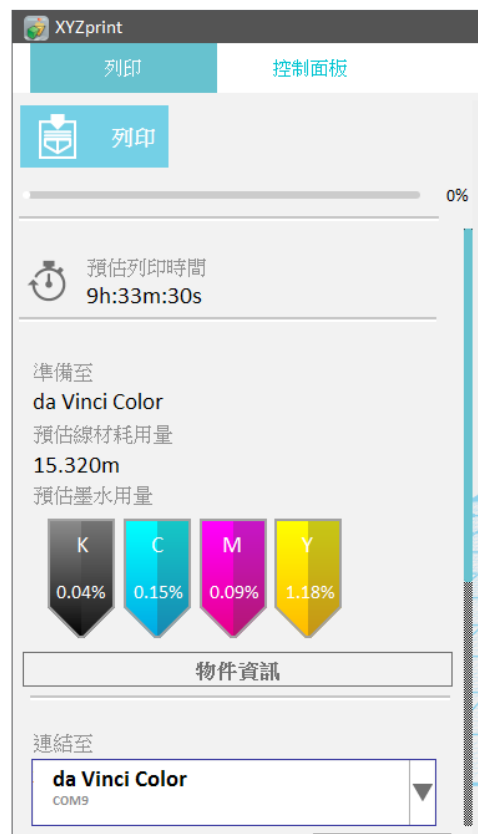 XYZprint
列印 控制面板
列印
0%
預估列印時間
9h:33m:30s
準備至
da Vinci Color
預估線材耗用量
15.320m
預估墨水用量
K C M Y
0.04% 0.15% 0.09% 1.18%
物件資訊
連結至
da Vinci Color
COM9